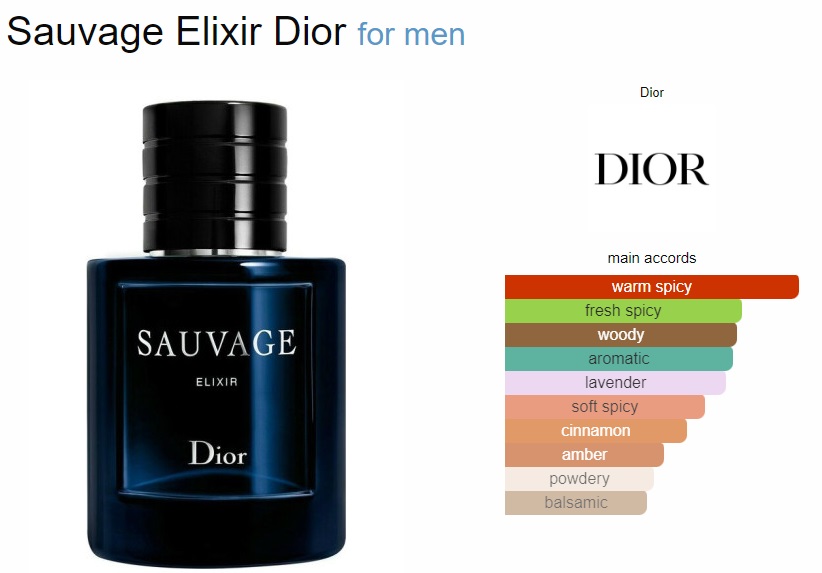 Sauvage Elixir Dior for men
SAUVAGE
ELIXIR
Dior
Dior
DIOR
main accords
warm spicy
fresh spicy
woody
aromatic
lavender
soft spicy
cinnamon
amber
powdery
balsamic